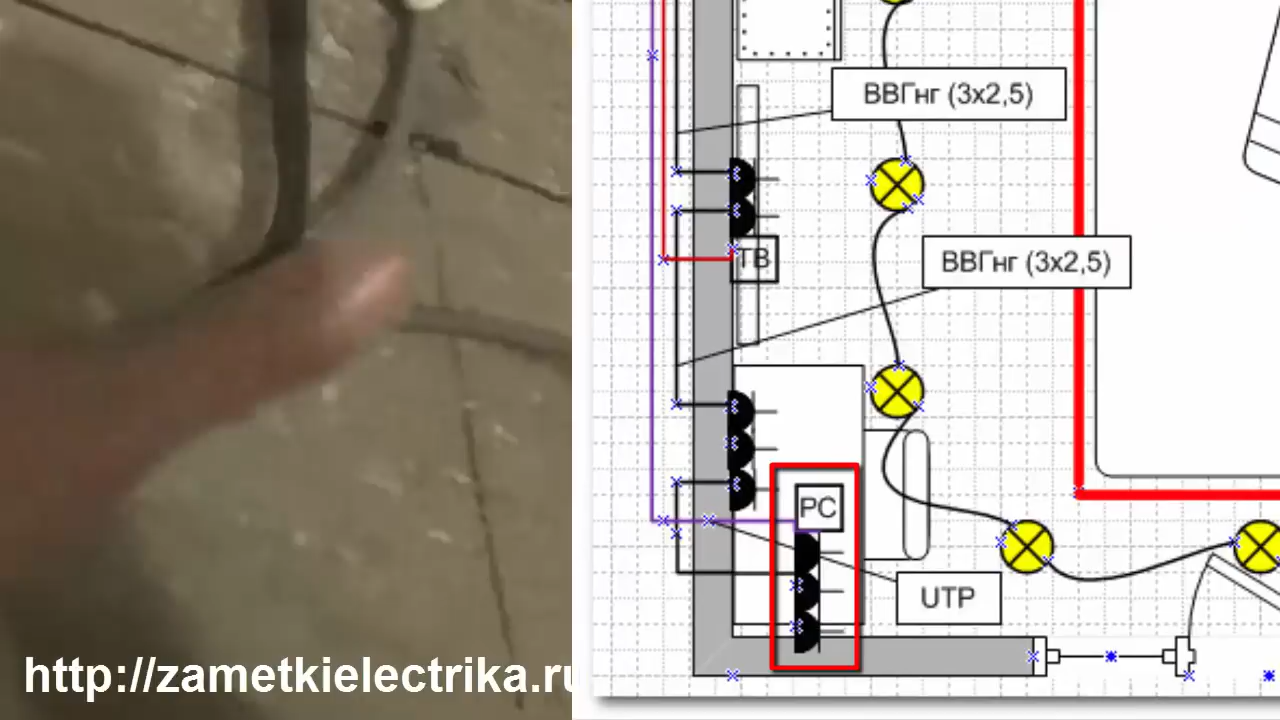 ВВГнг (3х2,5)
ТВ
ВВГнг (3х2,5)
PC
UTP
http://zametkielectrika.ru